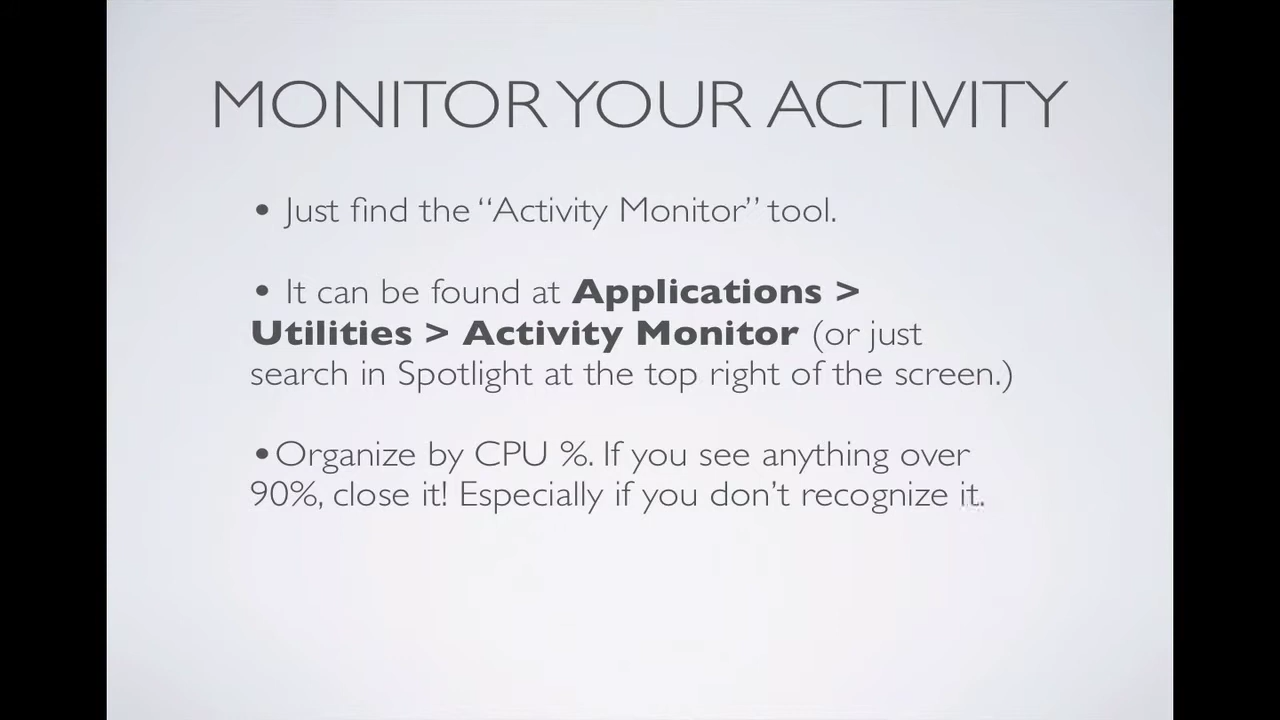 MONITOR YOUR ACTIVITY
• Just find the “Activity Monitor” tool.
• It can be found at Applications >
Utilities > Activity Monitor (or just
search in Spotlight at the top right of the screen.)
•Organize by CPU %. If you see anything over
90%, close it! Especially if you don’t recognize it.